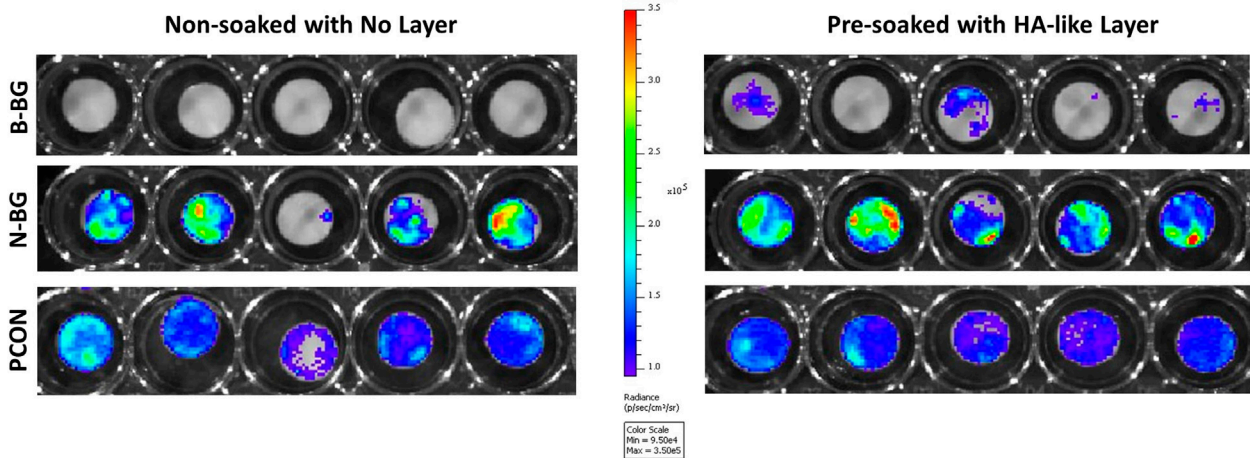 Non-soaked with No Layer
Pre-soaked with HA-like Layer
B-BG
N-BG
PCON
3.5
3.0
2.5
x10⁵
2.0
1.5
1.0
Radiance
(p/sec/cm²/sr)
Color Scale
Min = 9.50e4
Max = 3.50e5